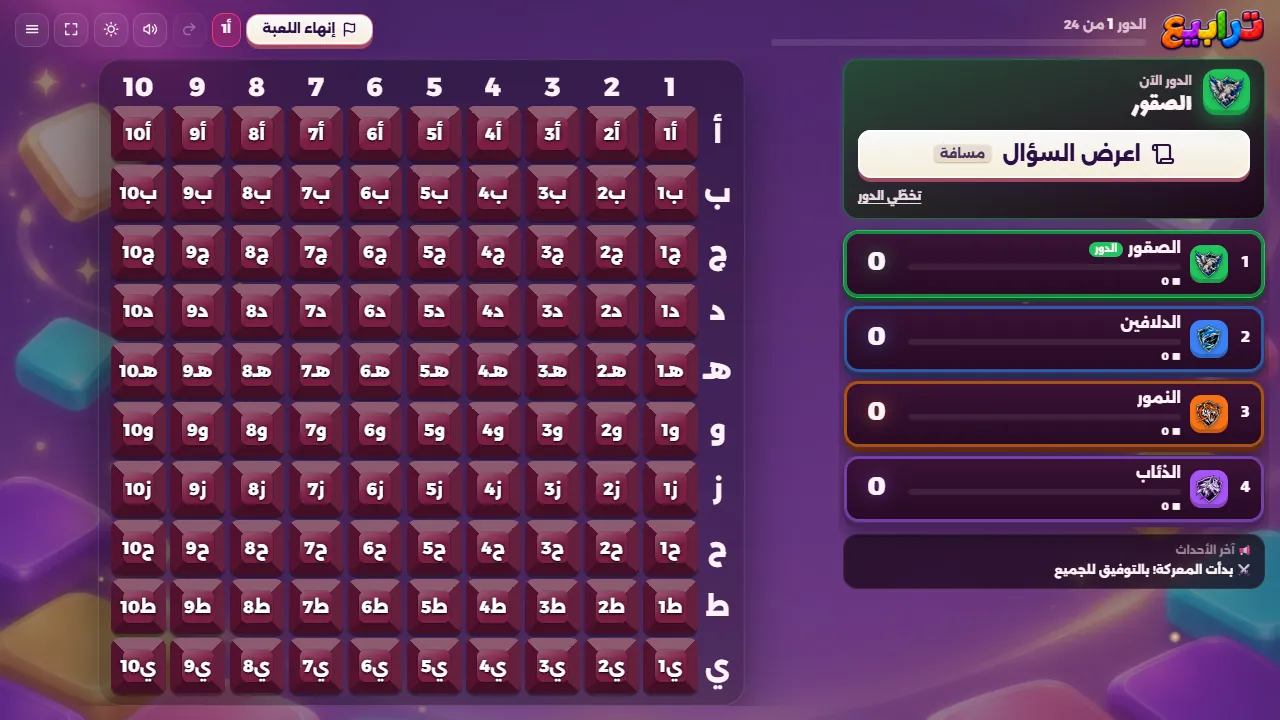 ترابيع
الدور 1 من 24
إنهاء اللعبة
أ1
الدور الآن
الصقور
اعرض السؤال مسافة
تخطّي الدور
1 الصقور الدور 0
0
2 الدلافين 0
0
3 النمور 0
0
4 الذئاب 0
0
آخر الأحداث
بدأت المعركة! بالتوفيق للجميع
1 2 3 4 5 6 7 8 9 10
أ أ1 أ2 أ3 أ4 أ5 أ6 أ7 أ8 أ9 أ10
ب ب1 ب2 ب3 ب4 ب5 ب6 ب7 ب8 ب9 ب10
ج ج1 ج2 ج3 ج4 ج5 ج6 ج7 ج8 ج9 ج10
د د1 د2 د3 د4 د5 د6 د7 د8 د9 د10
هـ هـ1 هـ2 هـ3 هـ4 هـ5 هـ6 هـ7 هـ8 هـ9 هـ10
و و1 و2 و3 و4 و5 و6 و7 و8 و9 و10
ز ز1 ز2 ز3 ز4 ز5 ز6 ز7 ز8 ز9 ز10
ح ح1 ح2 ح3 ح4 ح5 ح6 ح7 ح8 ح9 ح10
ط ط1 ط2 ط3 ط4 ط5 ط6 ط7 ط8 ط9 ط10
ي ي1 ي2 ي3 ي4 ي5 ي6 ي7 ي8 ي9 ي10